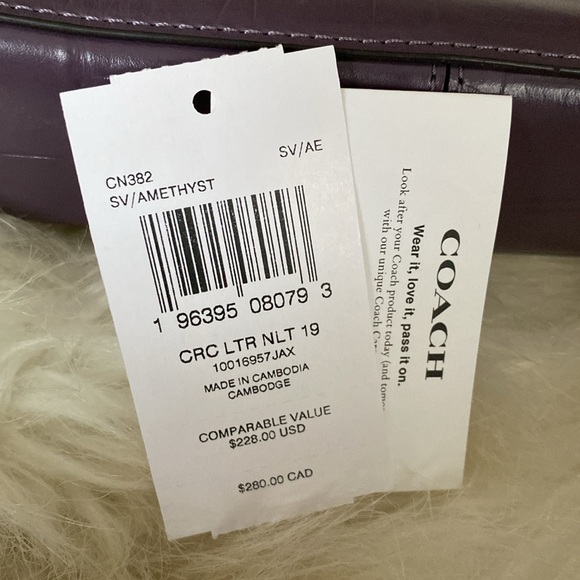 CN382
SV/AE
SV/AMETHYST
1 96395 08079 3
CRC LTR NLT 19
10016957JAX
MADE IN CAMBODIA
CAMBODGE
COMPARABLE VALUE
$228.00 USD
$280.00 CAD
COACH
Wear it, love it, pass it on.
Look after your Coach product today (and
with our unique Coach